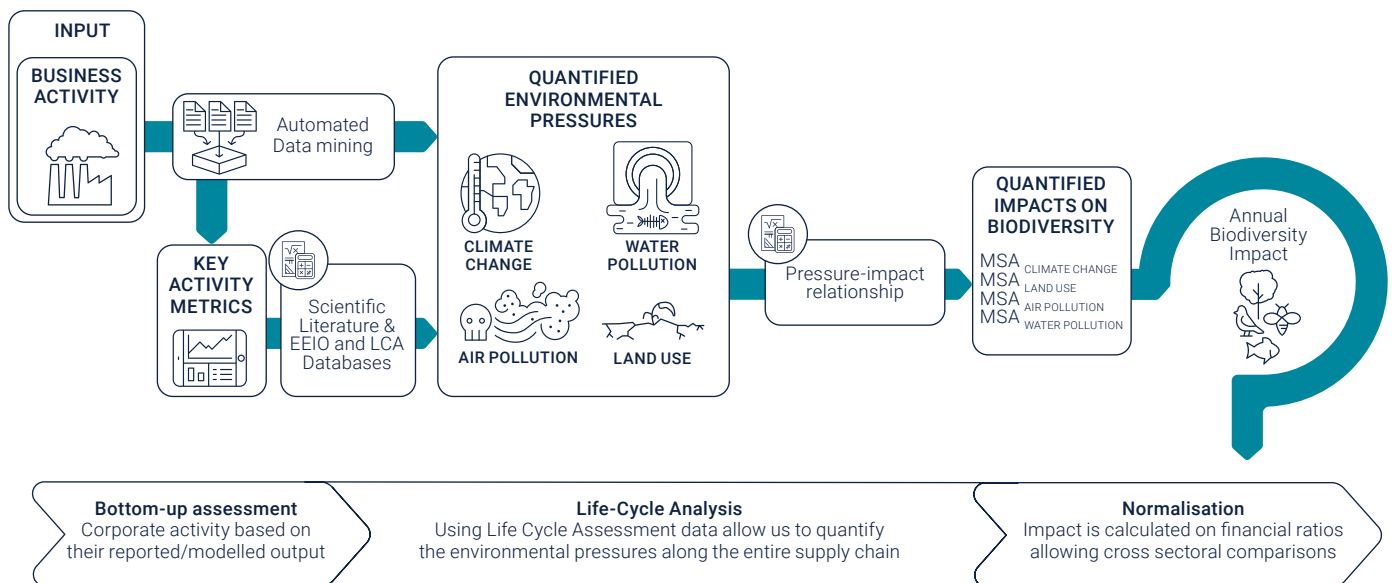 INPUT
BUSINESS
ACTIVITY
Automated
Data mining
KEY
ACTIVITY
METRICS
√x
Scientific
Literature &
EEIO and LCA
Databases
QUANTIFIED
ENVIRONMENTAL
PRESSURES
CLIMATE
CHANGE
WATER
POLLUTION
AIR POLLUTION
LAND USE
√x
Pressure-impact
relationship
QUANTIFIED
IMPACTS ON
BIODIVERSITY
MSA CLIMATE CHANGE
MSA LAND USE
MSA AIR POLLUTION
MSA WATER POLLUTION
Annual
Biodiversity
Impact
Bottom-up assessment
Corporate activity based on
their reported/modelled output
Life-Cycle Analysis
Using Life Cycle Assessment data allow us to quantify
the environmental pressures along the entire supply chain
Normalisation
Impact is calculated on financial ratios
allowing cross sectoral comparisons